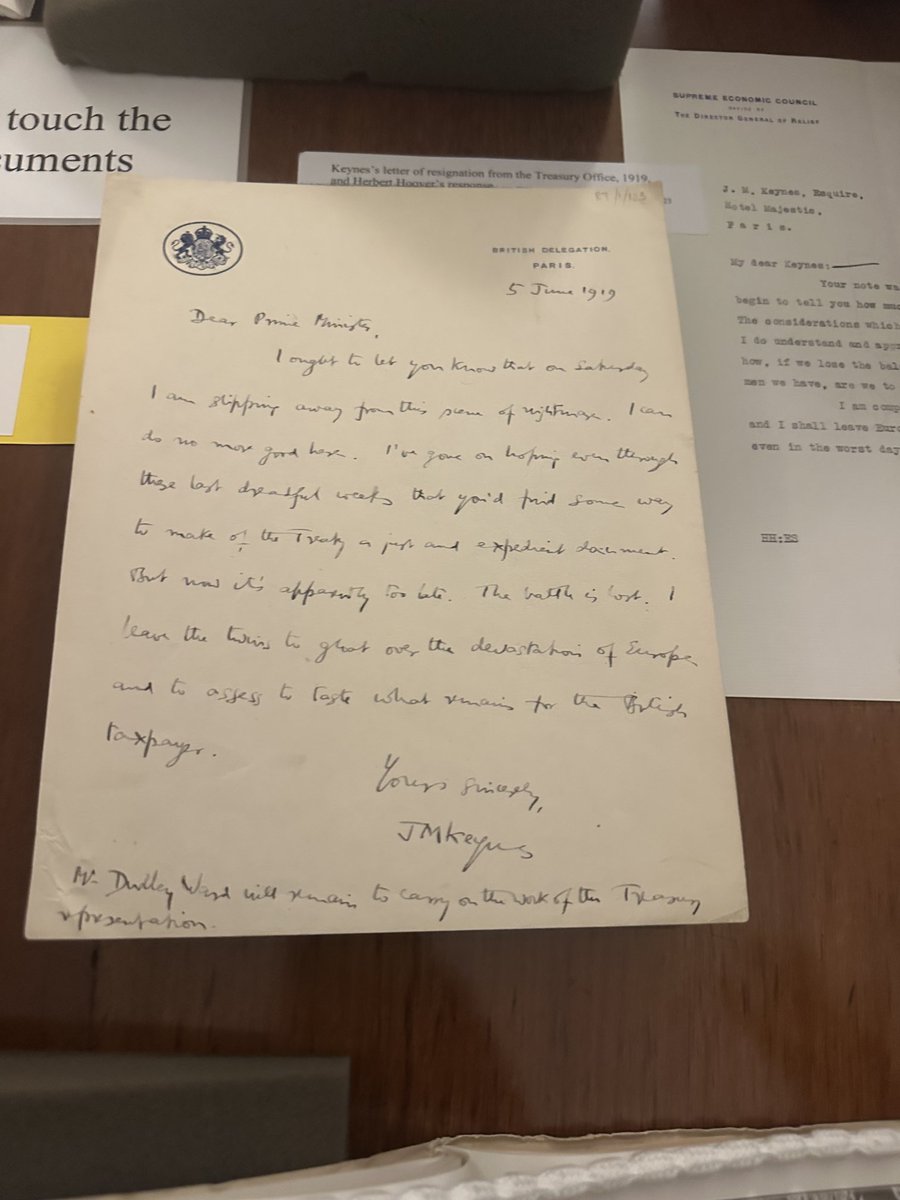 touch the
cuments
Keynes's letter of resignation from the Treasury Office, 1919,
and Herbert Hoover's response
BRITISH DELEGATION.
PARIS.
5 June 1919
Dear Prime Minister,
I ought to let you know that on Saturday
I am slipping away from this scene of nightmare. I can
do no more good here. I've gone on hoping even through
these last dreadful weeks that you'd find some way
to make of the Treaty a just and expedient document.
But now it's apparently too late. The battle is lost. I
leave the twins to gloat over the devastation of Europe
and to assess to taste what remains for the British
taxpayer.
Yours sincerely,
JMKeynes
Mr Dudley Ward will remain to carry on the work of the Treasury
representation.
SUPREME ECONOMIC COUNCIL
OFFICE OF
THE DIRECTOR GENERAL OF RELIEF
J. M. Keynes, Esquire,
Hotel Majestic,
Paris.
My dear Keynes:
Your note wa
begin to tell you how muc
The considerations which
I do understand and appr
how, if we lose the bal
men we have, are we to
I am comp
and I shall leave Euro
even in the worst day
HH:ES